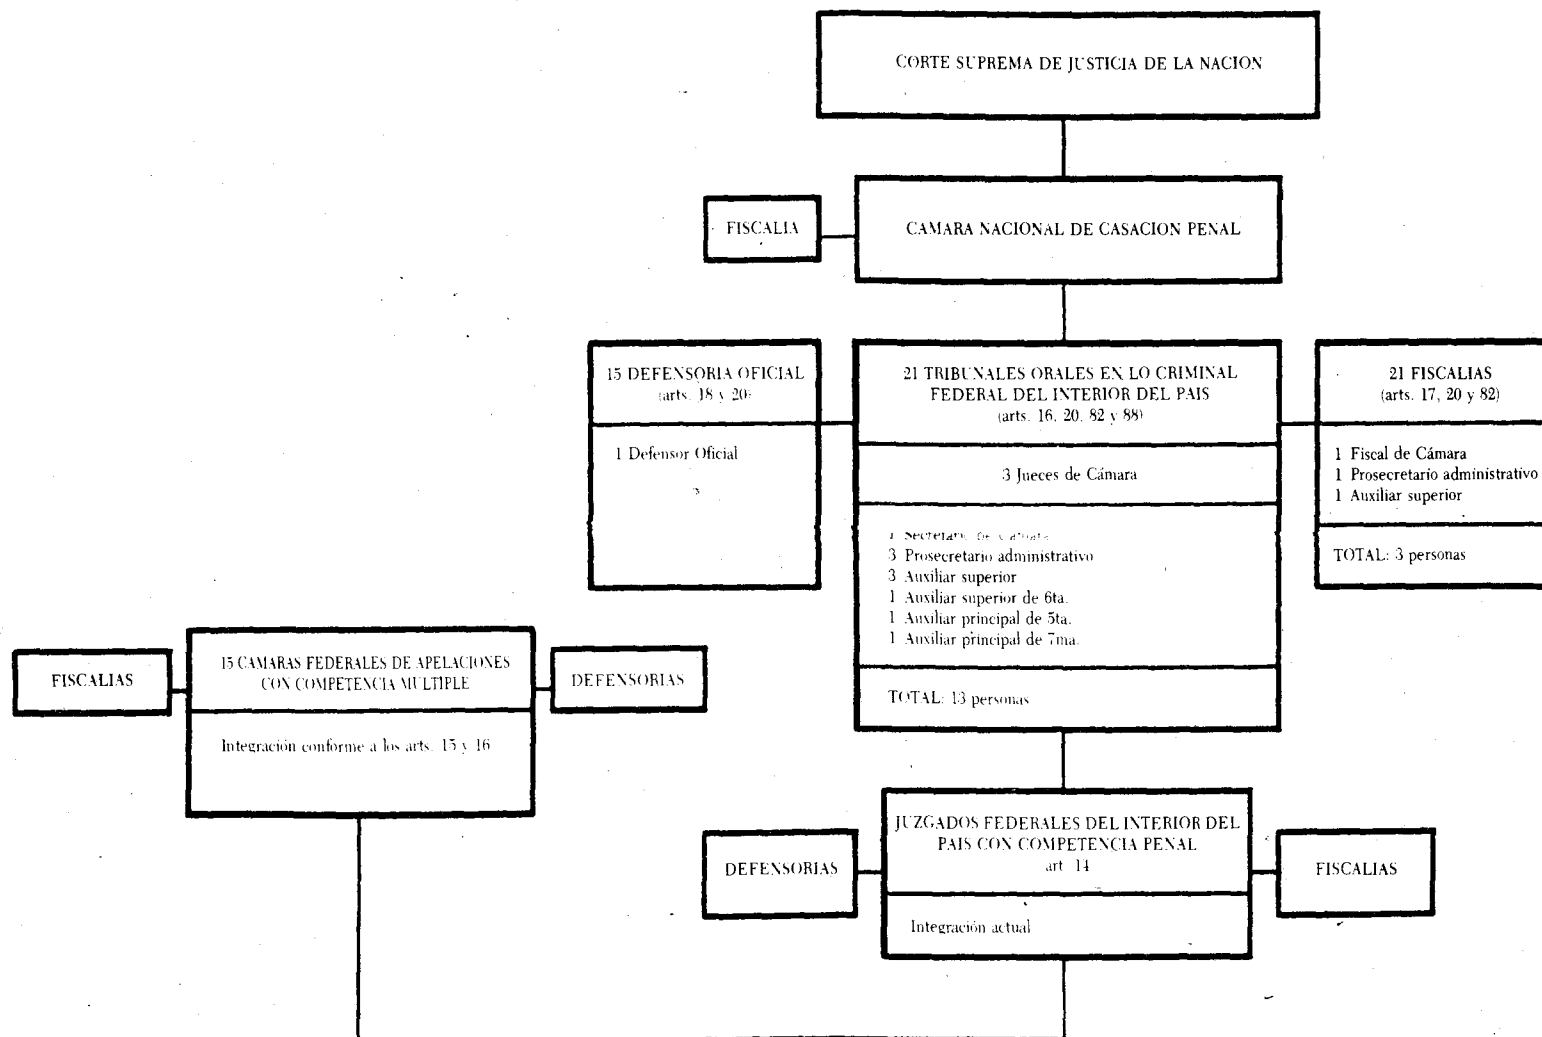 CORTE SUPREMA DE JUSTICIA DE LA NACION
FISCALIA
CAMARA NACIONAL DE CASACION PENAL
15 DEFENSORIA OFICIAL
(arts. 18 y 20)
1 Defensor Oficial
21 TRIBUNALES ORALES EN LO CRIMINAL
FEDERAL DEL INTERIOR DEL PAIS
(arts. 16, 20, 82 y 88)
3 Jueces de Cámara
1 Secretario de Cámara
3 Prosecretario administrativo
3 Auxiliar superior
1 Auxiliar superior de 6ta.
1 Auxiliar principal de 5ta.
1 Auxiliar principal de 7ma.
TOTAL: 13 personas
21 FISCALIAS
(arts. 17, 20 y 82)
1 Fiscal de Cámara
1 Prosecretario administrativo
1 Auxiliar superior
TOTAL: 3 personas
FISCALIAS
15 CAMARAS FEDERALES DE APELACIONES
CON COMPETENCIA MULTIPLE
Integración conforme a los arts. 15 y 16
DEFENSORIAS
DEFENSORIAS
JUZGADOS FEDERALES DEL INTERIOR DEL
PAIS CON COMPETENCIA PENAL
art 14
Integración actual
FISCALIAS